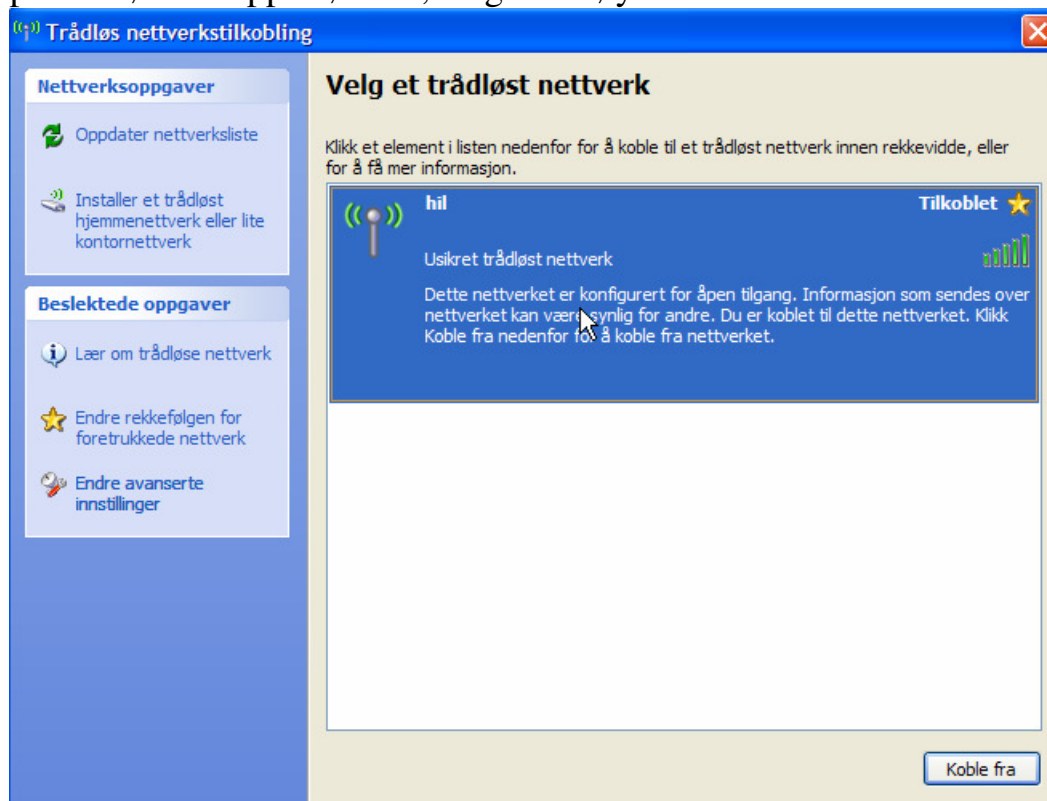 Trådløs nettverkstilkobling
Nettverksoppgaver
Oppdater nettverksliste
Installer et trådløst
hjemmenettverk eller lite
kontornettverk
Beslektede oppgaver
Lær om trådløse nettverk
Endre rekkefølgen for
foretrukkede nettverk
Endre avanserte
innstillinger
Velg et trådløst nettverk
Klikk et element i listen nedenfor for å koble til et trådløst nettverk innen rekkevidde, eller
for å få mer informasjon.
hil Tilkoblet
Usikret trådløst nettverk
Dette nettverket er konfigurert for åpen tilgang. Informasjon som sendes over
nettverket kan være synlig for andre. Du er koblet til dette nettverket. Klikk
Koble fra nedenfor for å koble fra nettverket.
Koble fra